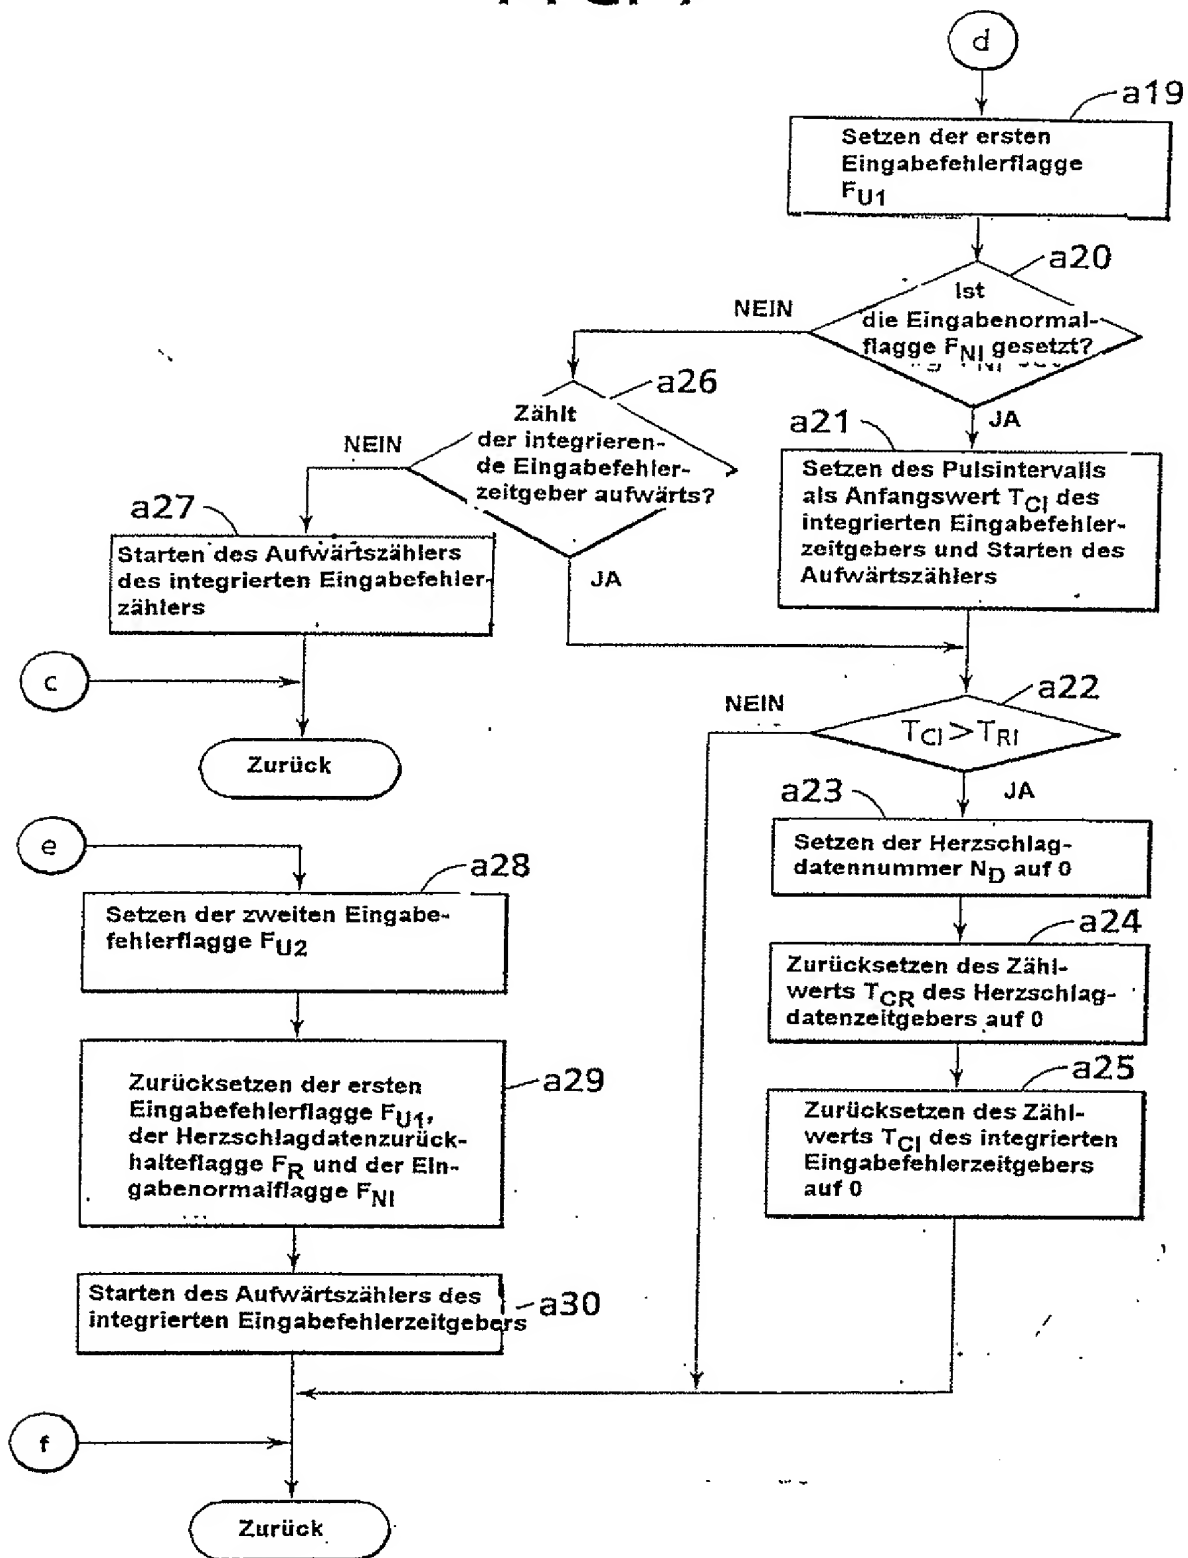 d
a19
Setzen der ersten
Eingabefehlerflagge
FU1
a20
Ist
die Eingabenormal-
flagge FNI gesetzt?
NEIN
JA
a26
Zählt
der integrieren-
de Eingabefehler-
zeitgeber aufwärts?
NEIN
JA
a21
Setzen des Pulsintervalls
als Anfangswert TCI des
integrierten Eingabefehler-
zeitgebers und Starten des
Aufwärtszählers
a27
Starten des Aufwärtszählers
des integrierten Eingabefehler-
zählers
c
Zurück
a22
TCI > TRI
NEIN
JA
a23
Setzen der Herzschlag-
datennummer ND auf 0
a24
Zurücksetzen des Zähl-
werts TCR des Herzschlag-
datenzeitgebers auf 0
a25
Zurücksetzen des Zähl-
werts TCI des integrierten
Eingabefehlerzeitgebers
auf 0
e
a28
Setzen der zweiten Eingabe-
fehlerflagge FU2
a29
Zurücksetzen der ersten
Eingabefehlerflagge FU1,
der Herzschlagdatenzurück-
halteflagge FR und der Ein-
gabenormalflagge FNI
a30
Starten des Aufwärtszählers des
integrierten Eingabefehlerzeitgebers
f
Zurück